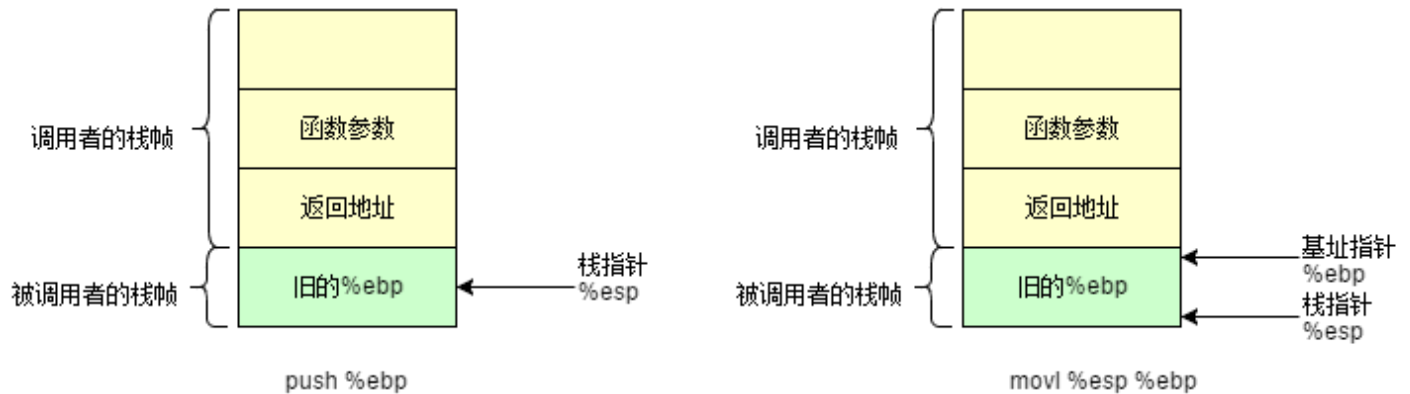 调用者的栈帧
函数参数
返回地址
被调用者的栈帧
旧的%ebp
栈指针
%esp
push %ebp
调用者的栈帧
函数参数
返回地址
被调用者的栈帧
旧的%ebp
基址指针
%ebp
栈指针
%esp
movl %esp %ebp